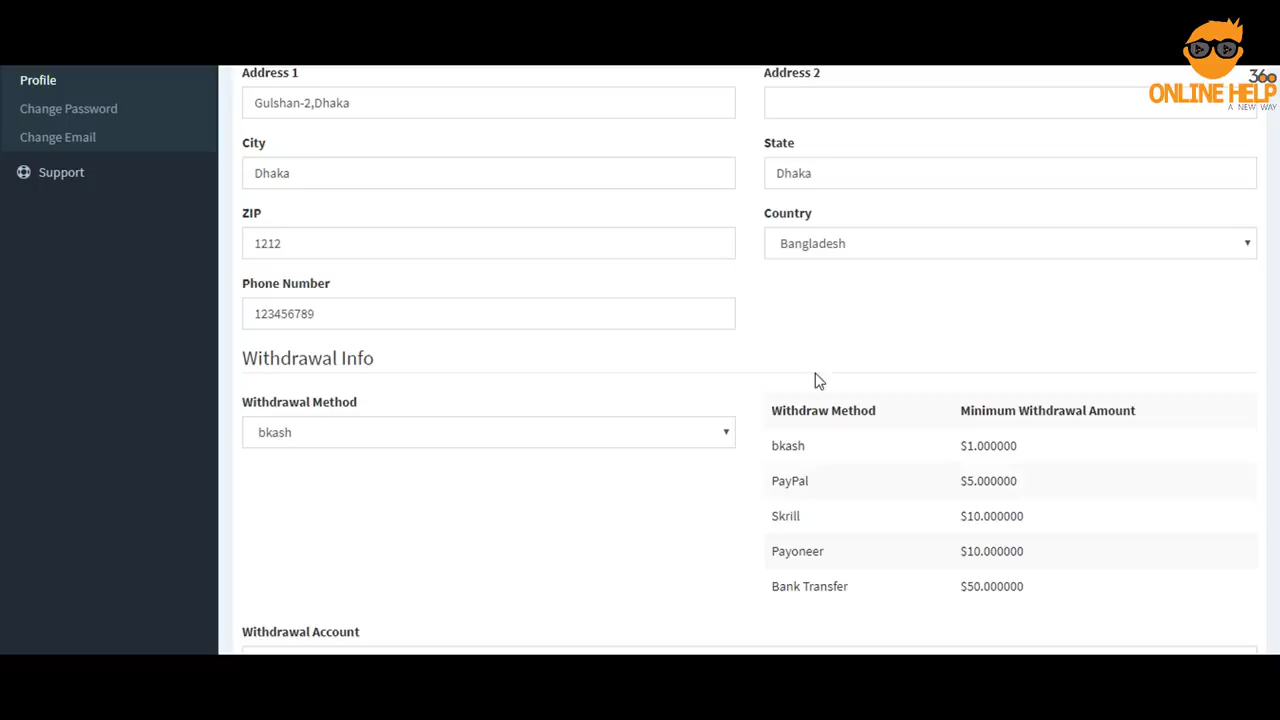 360
ONLINE HELP
A NEW WAY
Profile
Change Password
Change Email
Support
Address 1
Address 2
Gulshan-2,Dhaka
City
State
Dhaka
Dhaka
ZIP
Country
1212
Bangladesh
Phone Number
123456789
Withdrawal Info
Withdrawal Method
bkash
Withdraw Method
Minimum Withdrawal Amount
bkash
$1.000000
PayPal
$5.000000
Skrill
$10.000000
Payoneer
$10.000000
Bank Transfer
$50.000000
Withdrawal Account